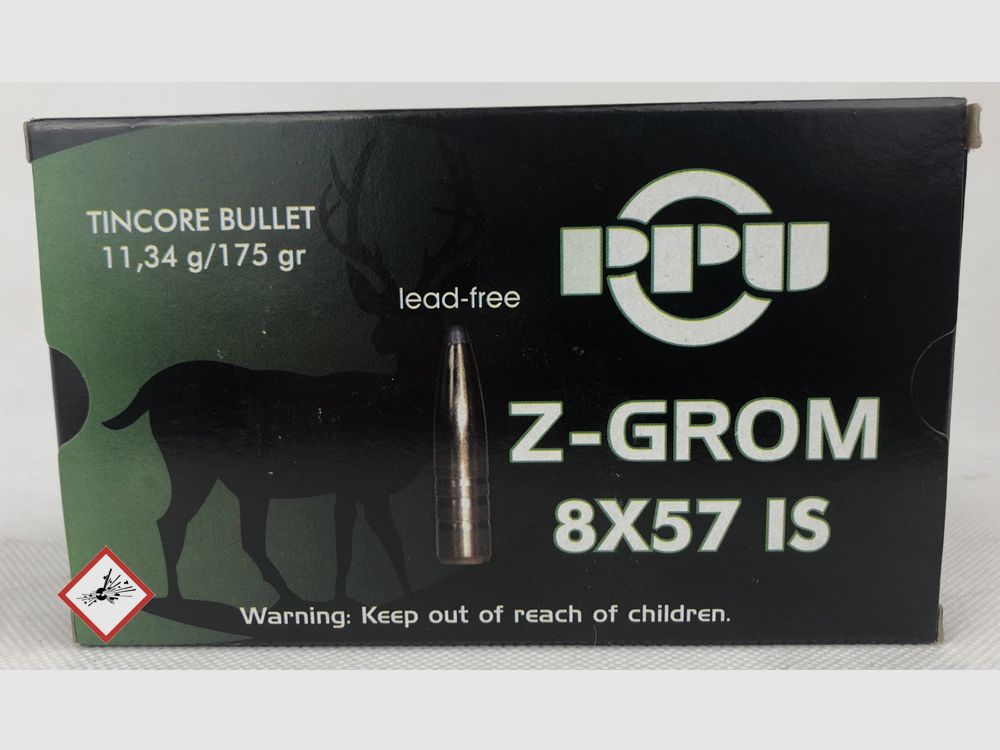 TINCORE BULLET
11,34 g/175 gr
lead-free
PPU
Z-GROM
8X57 IS
Warning: Keep out of reach of children.